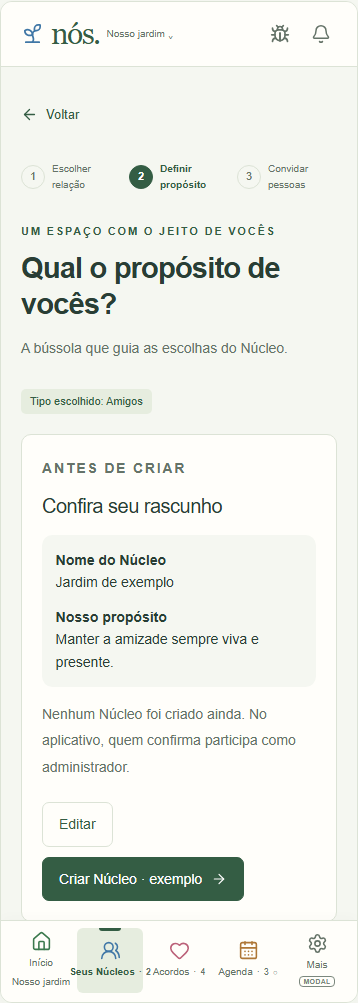 nós. Nosso jardim
Voltar
1 Escolher relação
2 Definir propósito
3 Convidar pessoas
UM ESPAÇO COM O JEITO DE VOCÊS
Qual o propósito de
vocês?
A bússola que guia as escolhas do Núcleo.
Tipo escolhido: Amigos
ANTES DE CRIAR
Confira seu rascunho
Nome do Núcleo
Jardim de exemplo
Nosso propósito
Manter a amizade sempre viva e
presente.
Nenhum Núcleo foi criado ainda. No
aplicativo, quem confirma participa como
administrador.
Editar
Criar Núcleo · exemplo
Início
Nosso jardim
Seus Núcleos · 2
Acordos · 4
Agenda · 3
Mais
MODAL